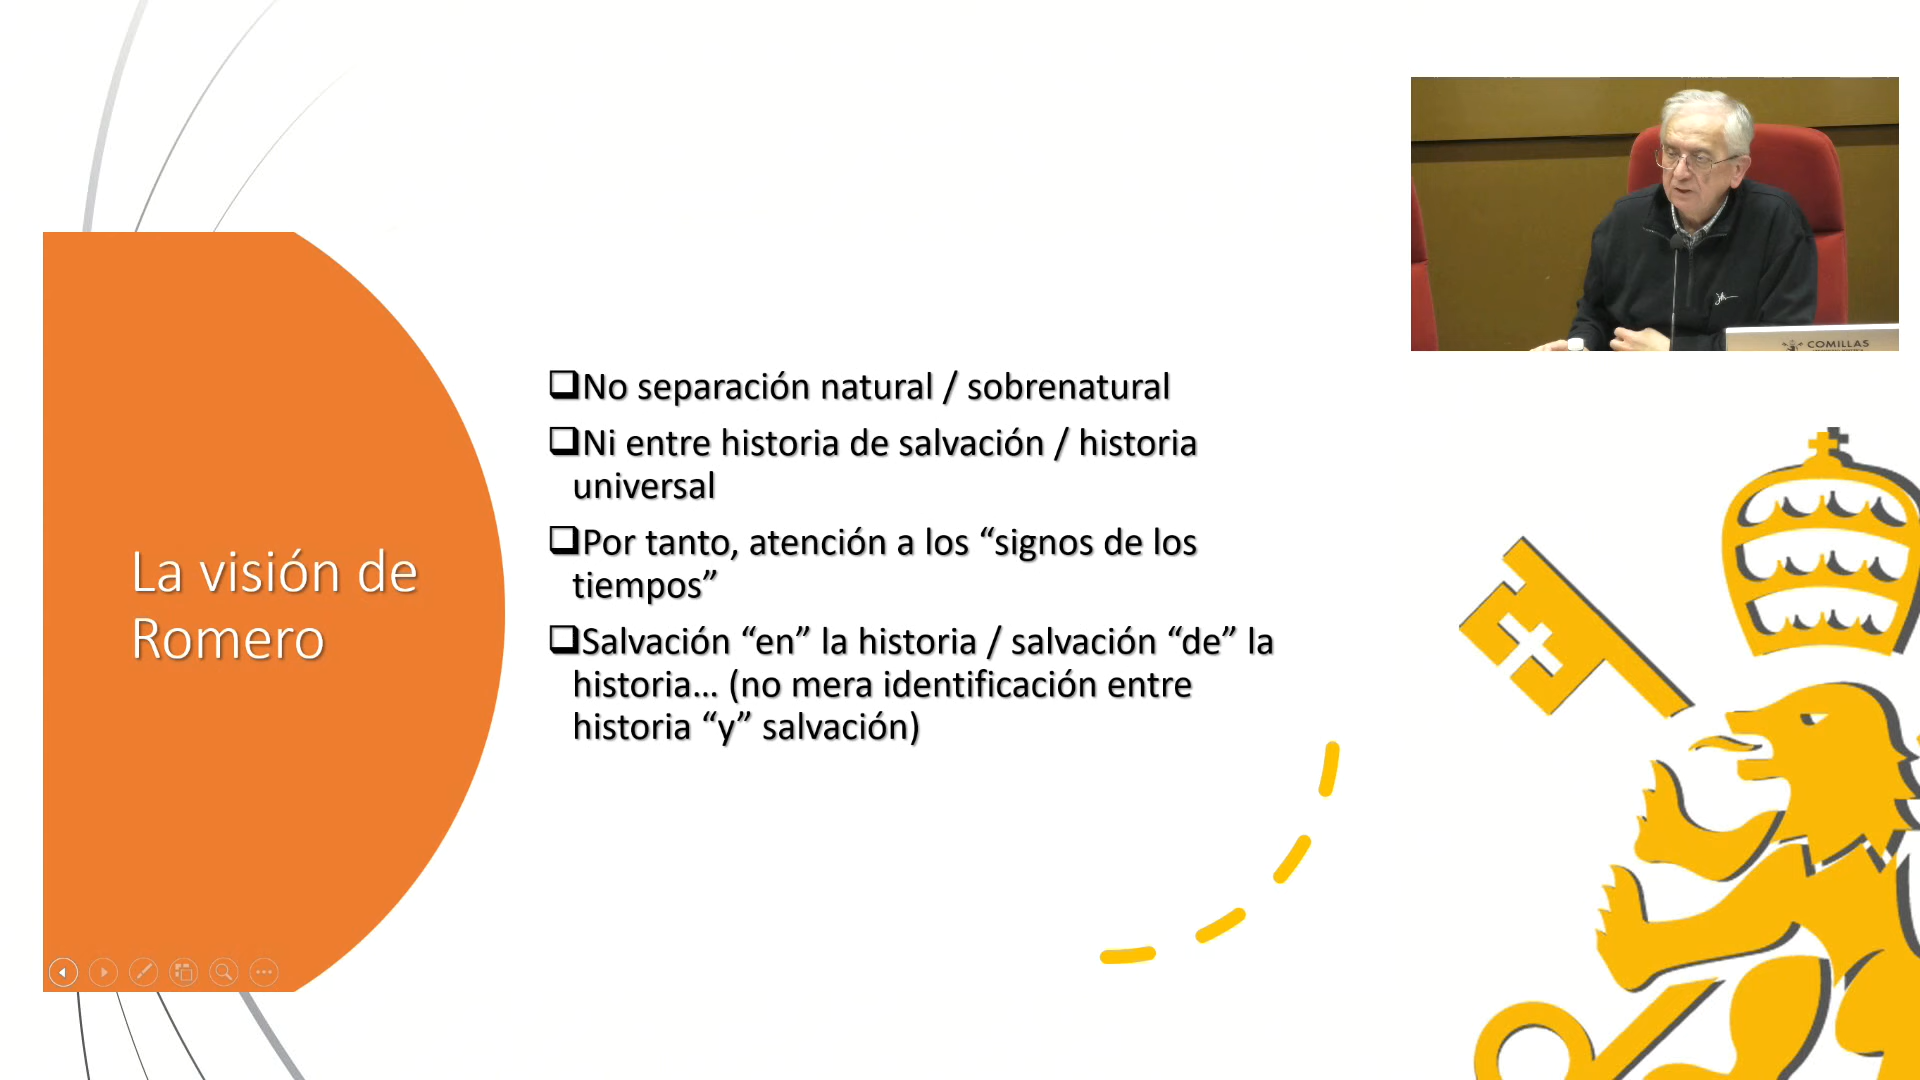 La visión de
Romero
❑No separación natural / sobrenatural
❑Ni entre historia de salvación / historia
universal
❑Por tanto, atención a los “signos de los
tiempos”
❑Salvación “en” la historia / salvación “de” la
historia... (no mera identificación entre
historia “y” salvación)
COMILLAS